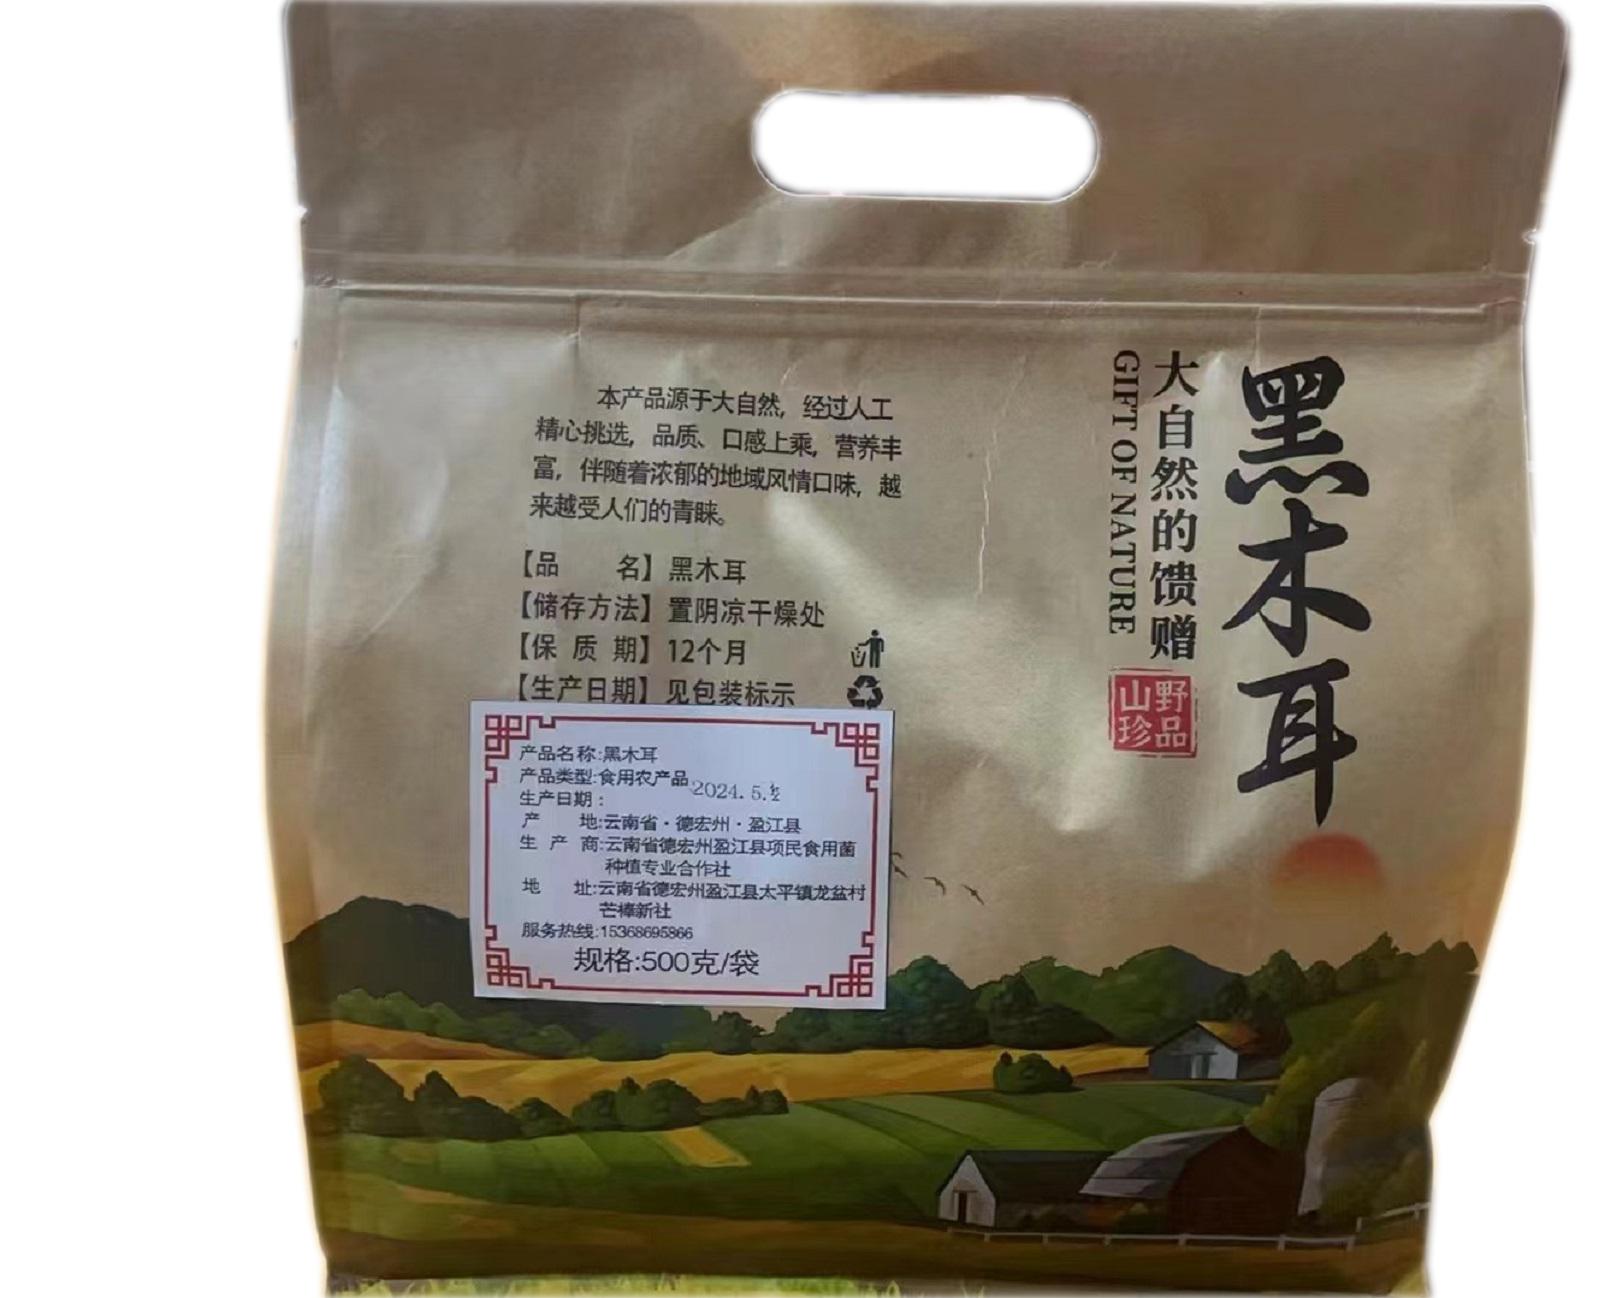 黑木耳
大自然的馈赠
GIFT OF NATURE
野品
山珍
本产品源于大自然，经过人工
精心挑选，品质、口感上乘，营养丰
富，伴随着浓郁的地域风情口味，越
来越受人们的青睐。
【品 名】黑木耳
【储存方法】置阴凉干燥处
【保 质 期】12个月
【生产日期】见包装标示
产品名称:黑木耳
产品类型:食用农产品
生产日期: 2024.5.
产 地:云南省·德宏州·盈江县
生 产 商:云南省德宏州盈江县项民食用菌
种植专业合作社
地 址:云南省德宏州盈江县太平镇龙盆村
芒棒新社
服务热线:15368695866
规格:500克/袋